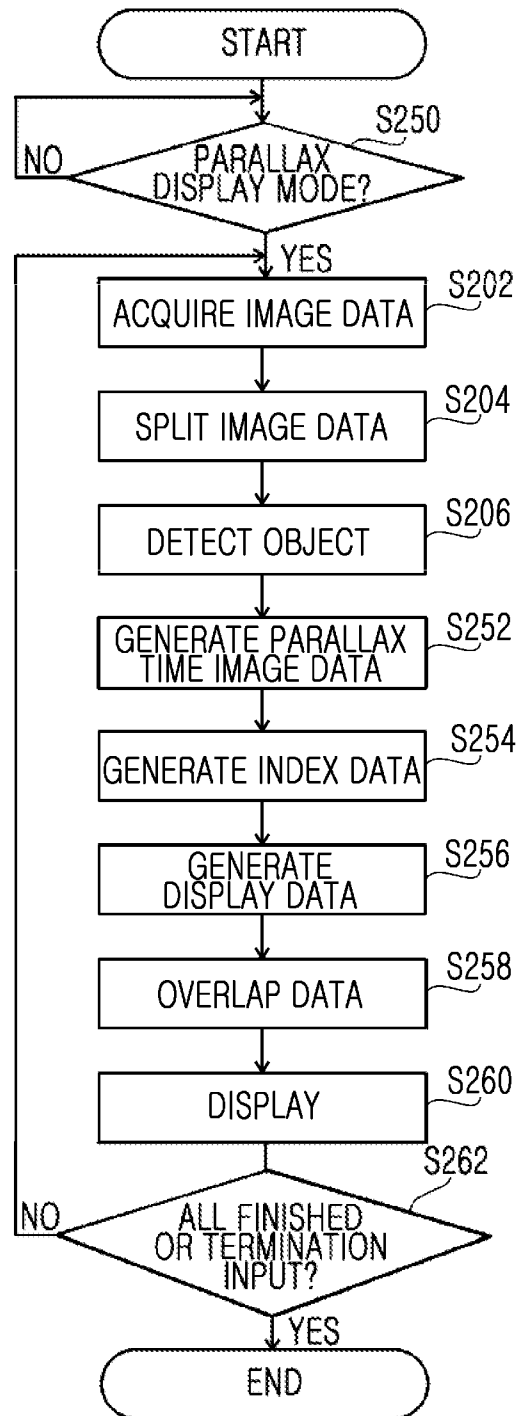 START
S250
NO
PARALLAX
DISPLAY MODE?
YES
S202
ACQUIRE IMAGE DATA
S204
SPLIT IMAGE DATA
S206
DETECT OBJECT
S252
GENERATE PARALLAX
TIME IMAGE DATA
S254
GENERATE INDEX DATA
S256
GENERATE
DISPLAY DATA
S258
OVERLAP DATA
S260
DISPLAY
S262
NO
ALL FINISHED
OR TERMINATION
INPUT?
YES
END